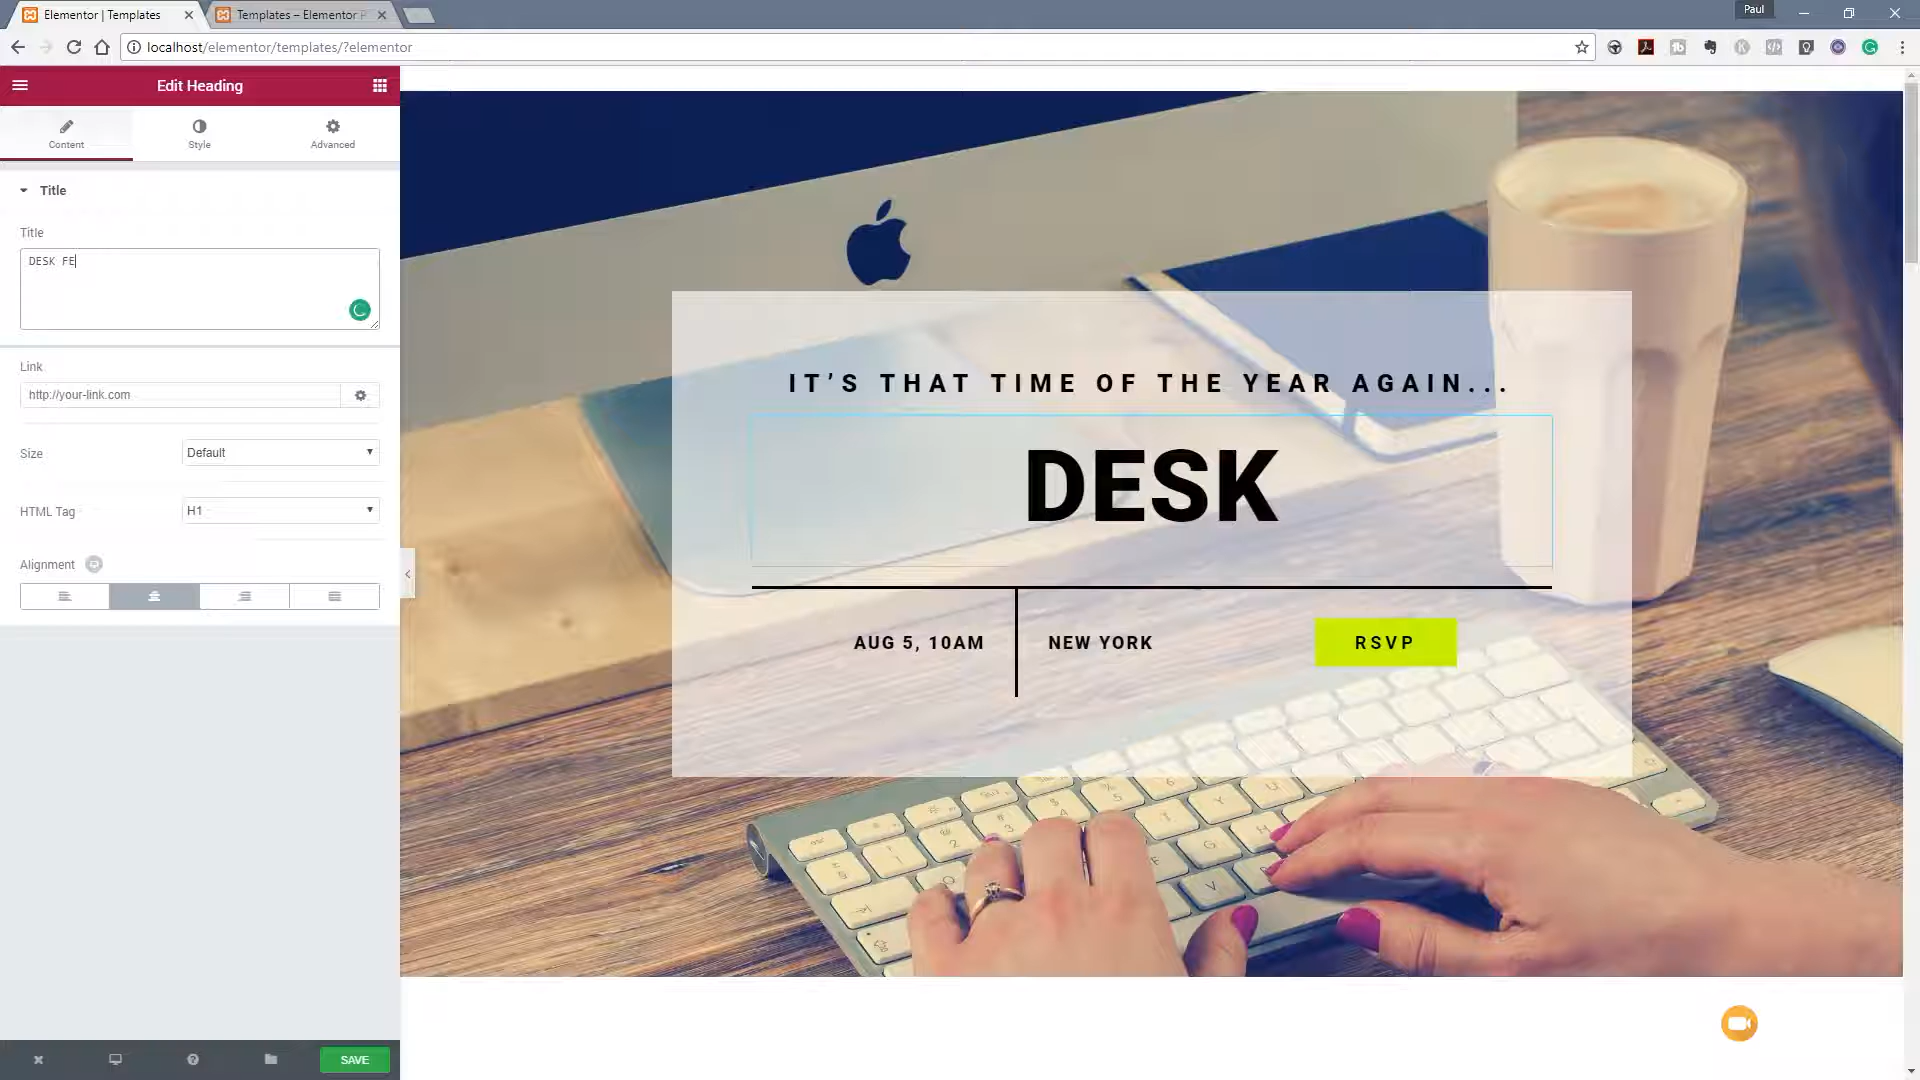 Elementor | Templates
Templates – Elementor P
Paul
localhost/elementor/templates/?elementor
Edit Heading
Content
Style
Advanced
Title
Title
DESK FE
Link
http://your-link.com
Size
Default
HTML Tag
H1
Alignment
SAVE
IT’S THAT TIME OF THE YEAR AGAIN...
DESK
AUG 5, 10AM
NEW YORK
RSVP